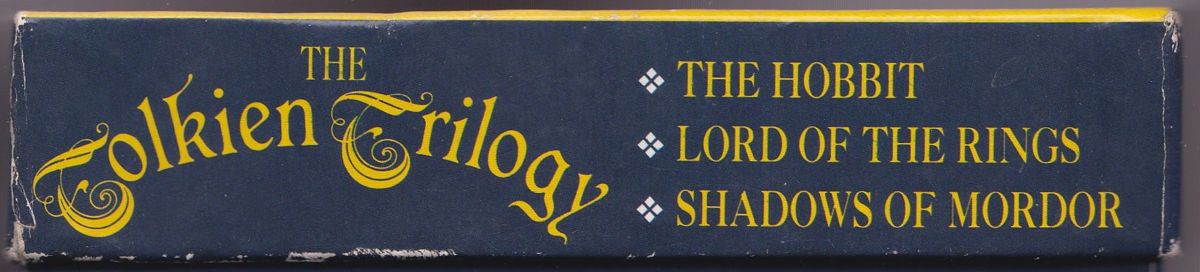 THE
Tolkien Trilogy
THE HOBBIT
LORD OF THE RINGS
SHADOWS OF MORDOR